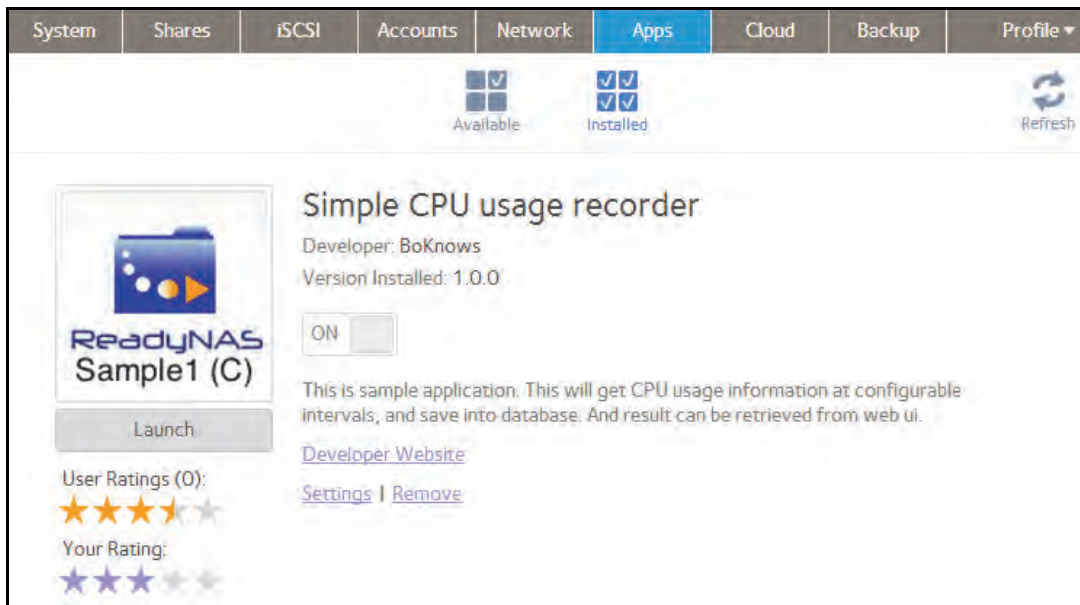 System Shares iSCSI Accounts Network Apps Cloud Backup Profile
Available Installed Refresh
Simple CPU usage recorder
Developer: BoKnows
Version Installed: 1.0.0
ON
ReadyNAS
Sample1 (C)
This is sample application. This will get CPU usage information at configurable
intervals, and save into database. And result can be retrieved from web ui.
Launch
Developer Website
Settings | Remove
User Ratings (0):
Your Rating: